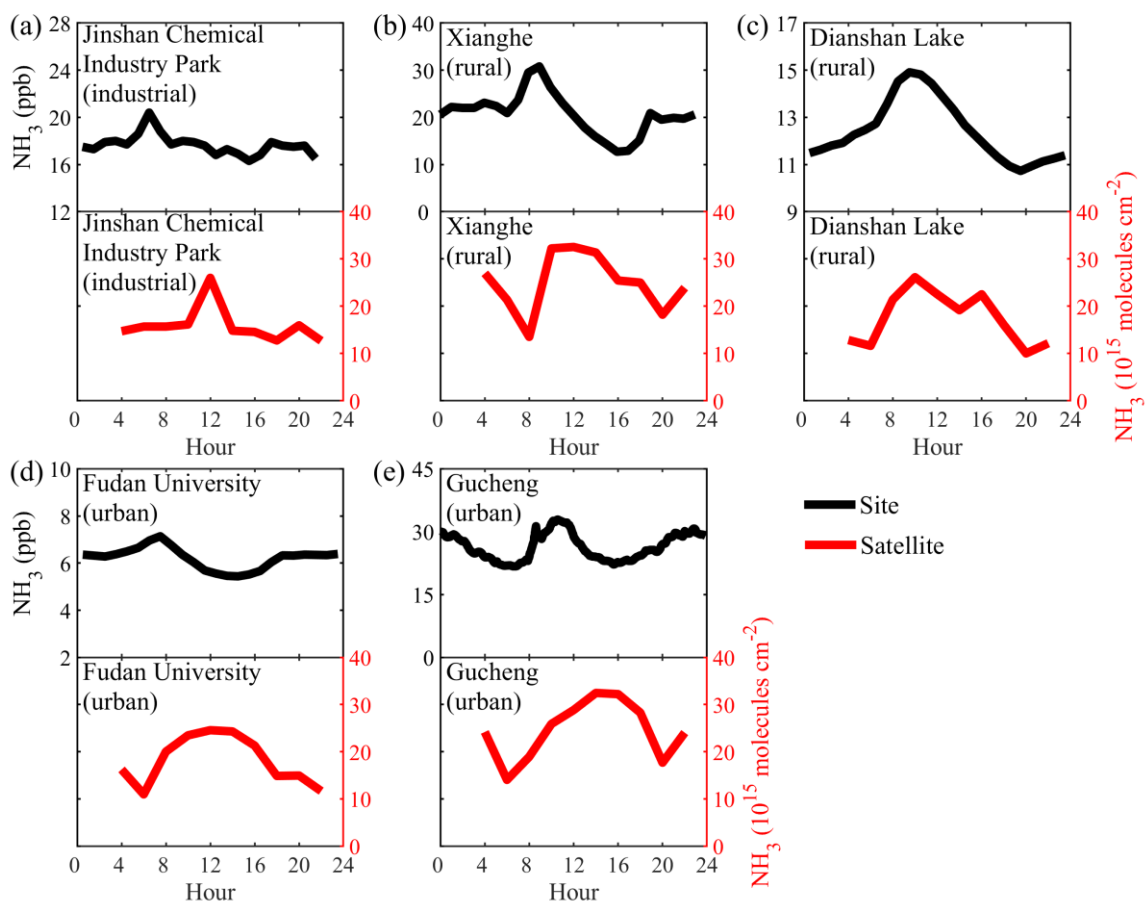 (a)
28
24
20
16
12
NH3 (ppb)
Jinshan Chemical
Industry Park
(industrial)
Jinshan Chemical
Industry Park
(industrial)
40
30
20
10
0
0 4 8 12 16 20 24
Hour
(b)
40
30
20
10
0
Xianghe
(rural)
Xianghe
(rural)
40
30
20
10
0
0 4 8 12 16 20 24
Hour
(c)
17
15
13
11
9
Dianshan Lake
(rural)
Dianshan Lake
(rural)
40
30
20
10
0
NH3 (10^15 molecules cm^-2)
0 4 8 12 16 20 24
Hour
(d)
10
8
6
4
2
NH3 (ppb)
Fudan University
(urban)
Fudan University
(urban)
40
30
20
10
0
0 4 8 12 16 20 24
Hour
(e)
45
30
15
0
Gucheng
(urban)
Gucheng
(urban)
40
30
20
10
0
NH3 (10^15 molecules cm^-2)
0 4 8 12 16 20 24
Hour
Site
Satellite